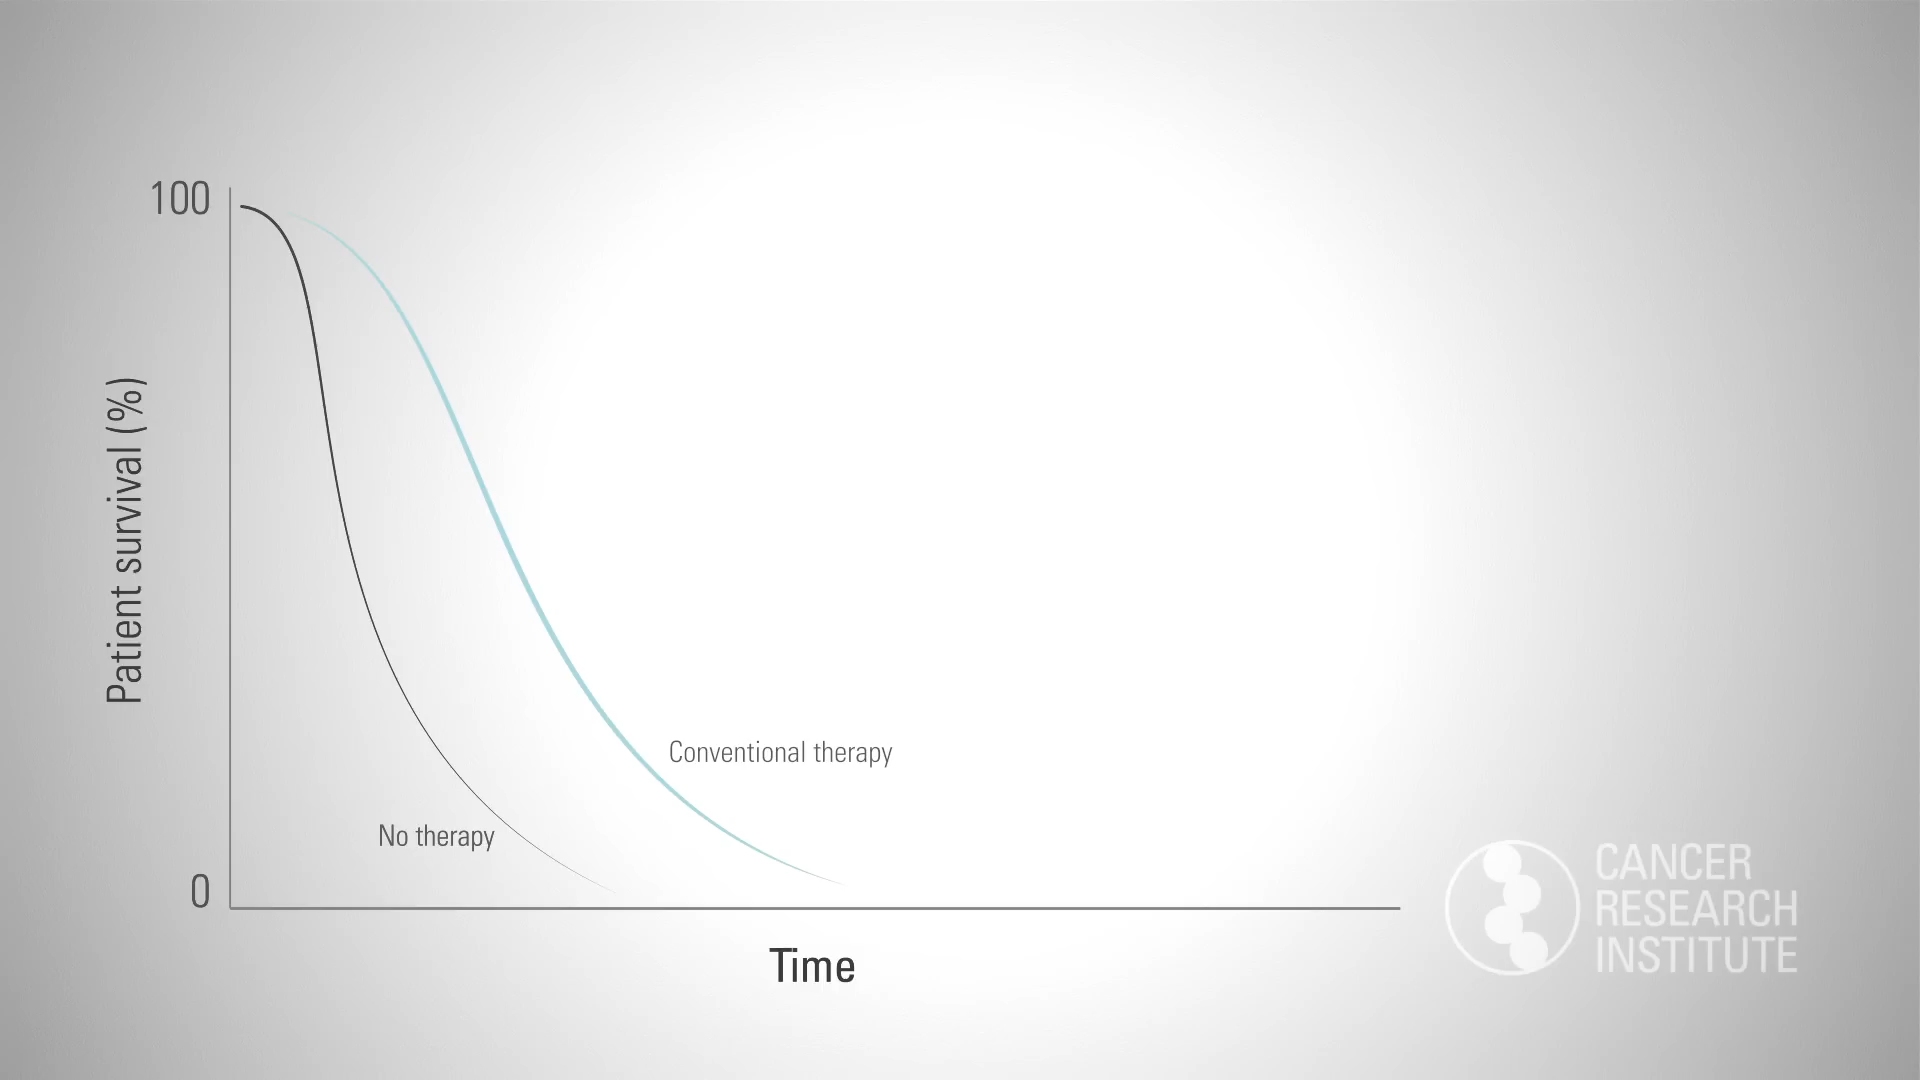 100
Patient survival (%)
Conventional therapy
No therapy
0
Time
CANCER
RESEARCH
INSTITUTE